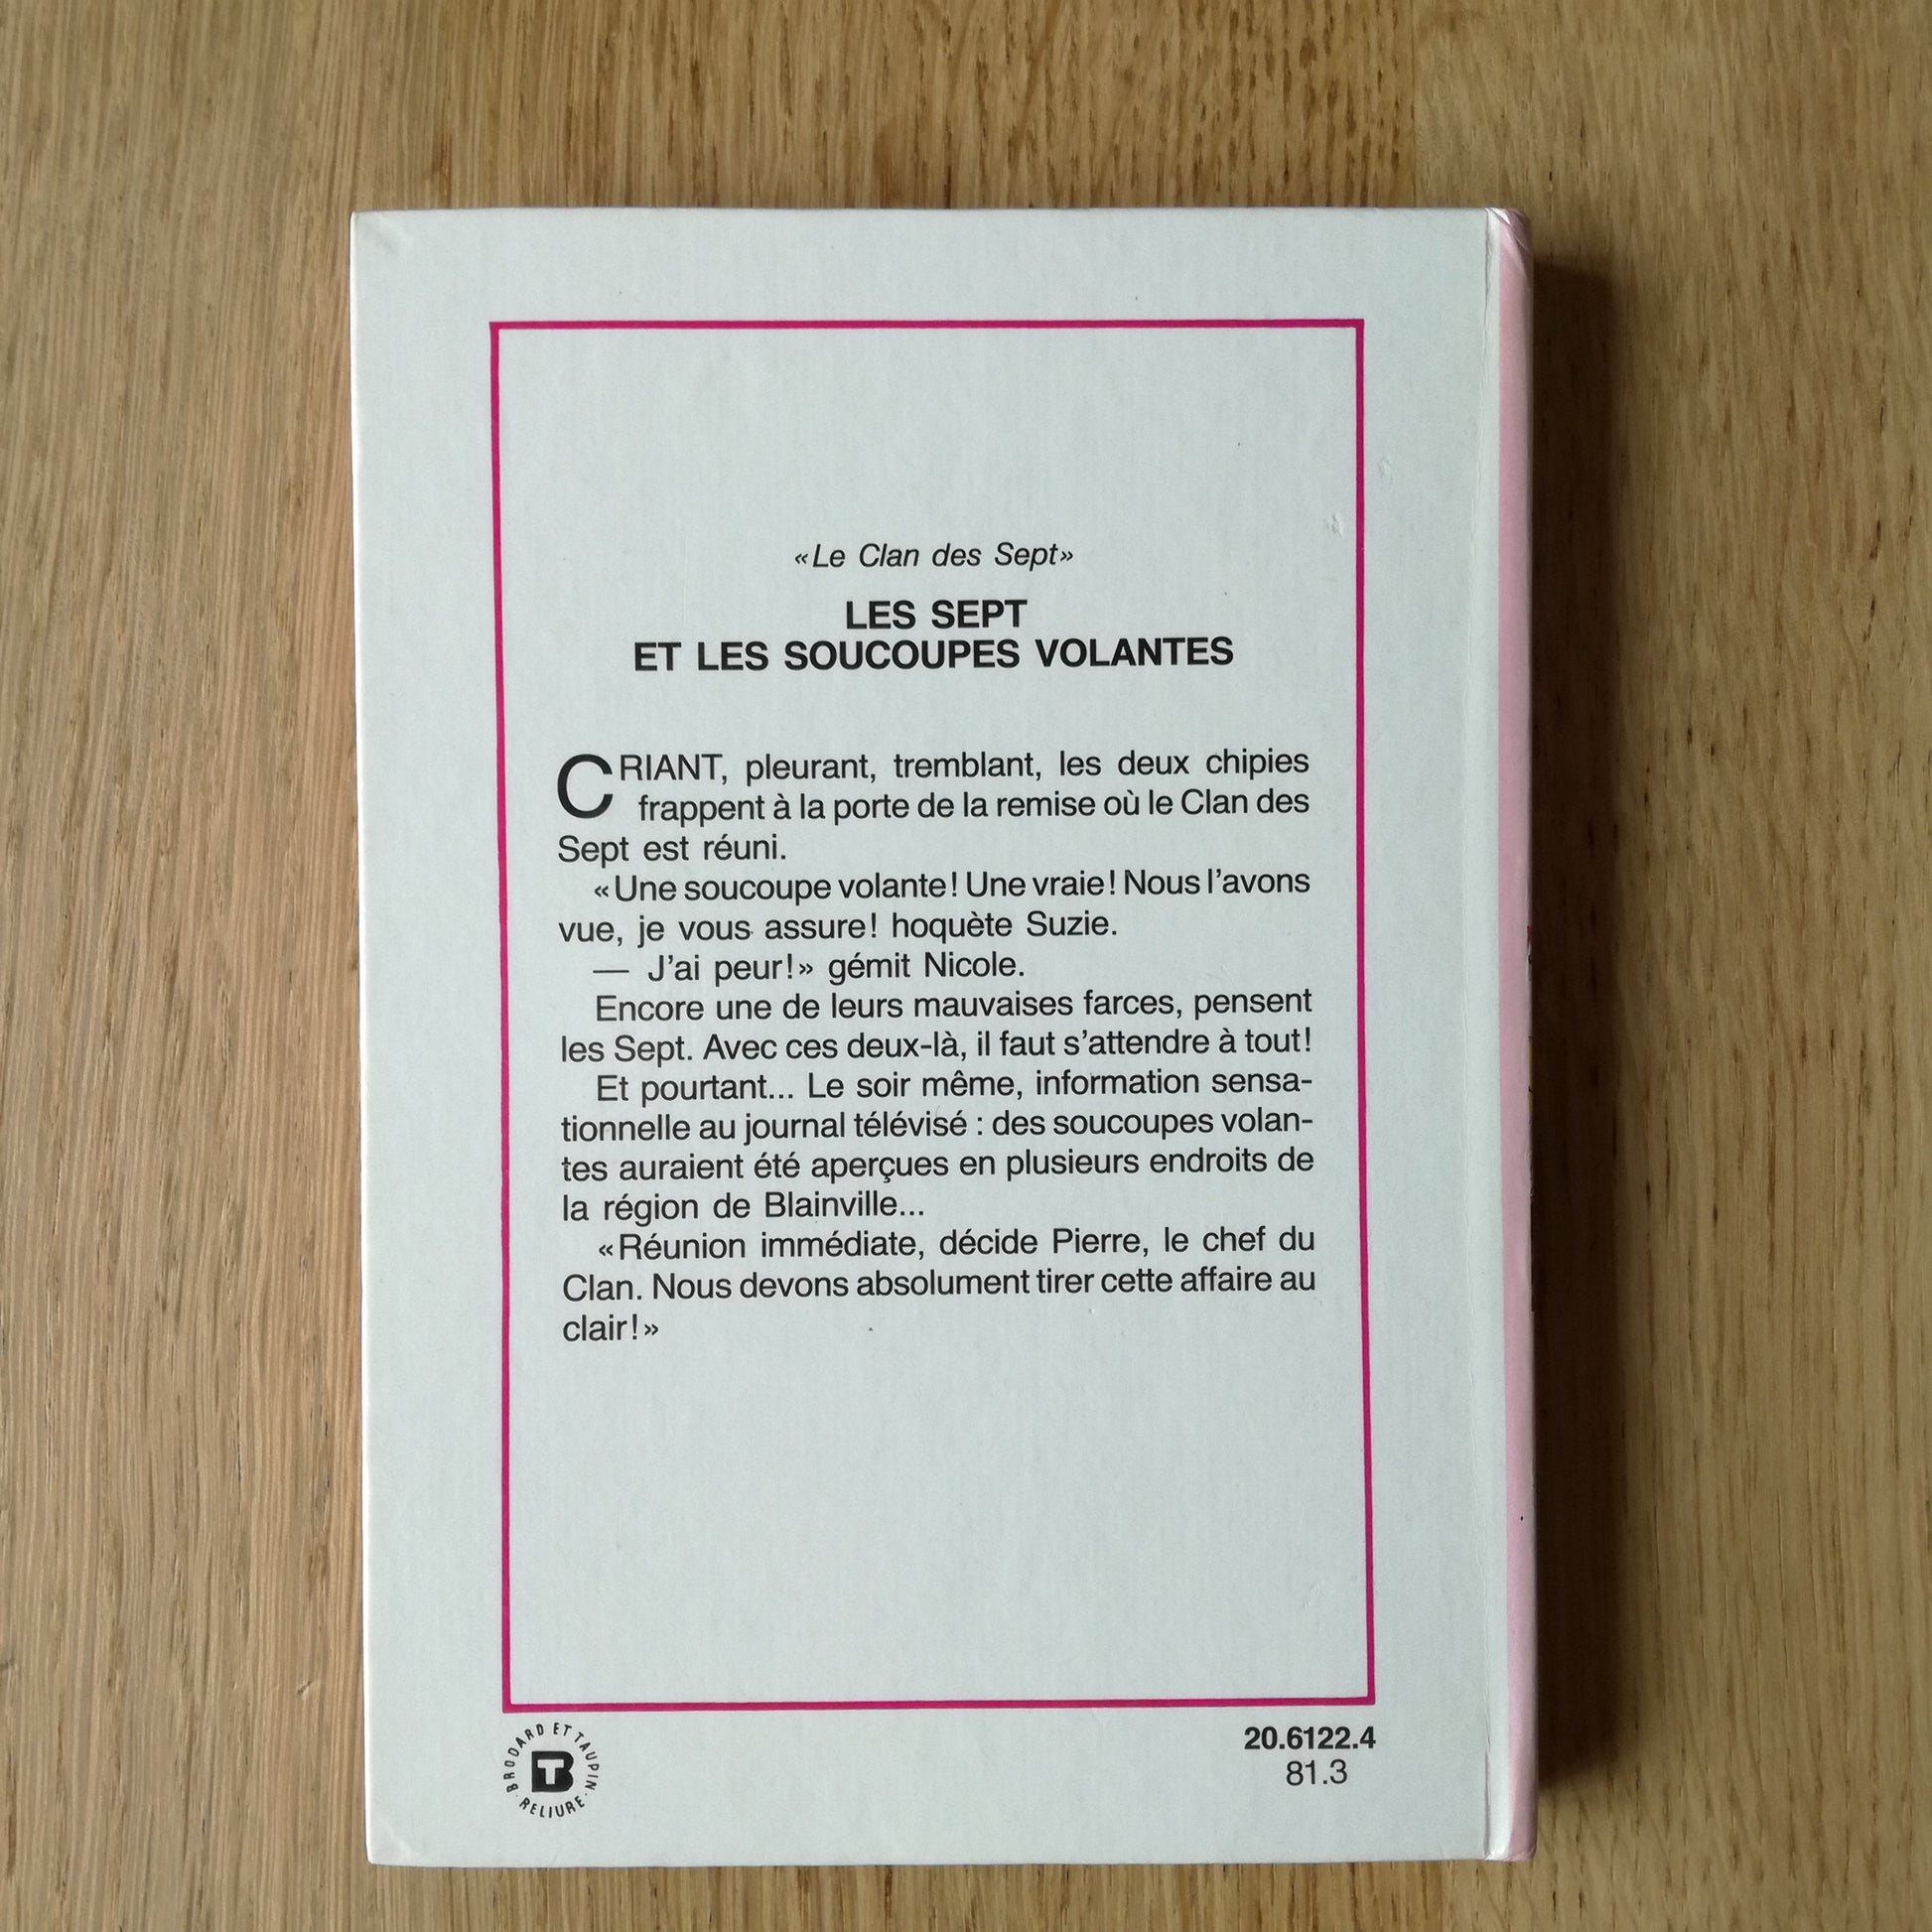 «Le Clan des Sept»
LES SEPT
ET LES SOUCOUPES VOLANTES
CRIANT, pleurant, tremblant, les deux chipies
frappent à la porte de la remise où le Clan des
Sept est réuni.
«Une soucoupe volante! Une vraie! Nous l'avons
vue, je vous assure! hoquète Suzie.
— J'ai peur!» gémit Nicole.
Encore une de leurs mauvaises farces, pensent
les Sept. Avec ces deux-là, il faut s'attendre à tout!
Et pourtant... Le soir même, information sensa-
tionnelle au journal télévisé : des soucoupes volan-
tes auraient été aperçues en plusieurs endroits de
la région de Blainville...
«Réunion immédiate, décide Pierre, le chef du
Clan. Nous devons absolument tirer cette affaire au
clair!»
BRODARD ET TAUPIN
BT
RELIURE
20.6122.4
81.3